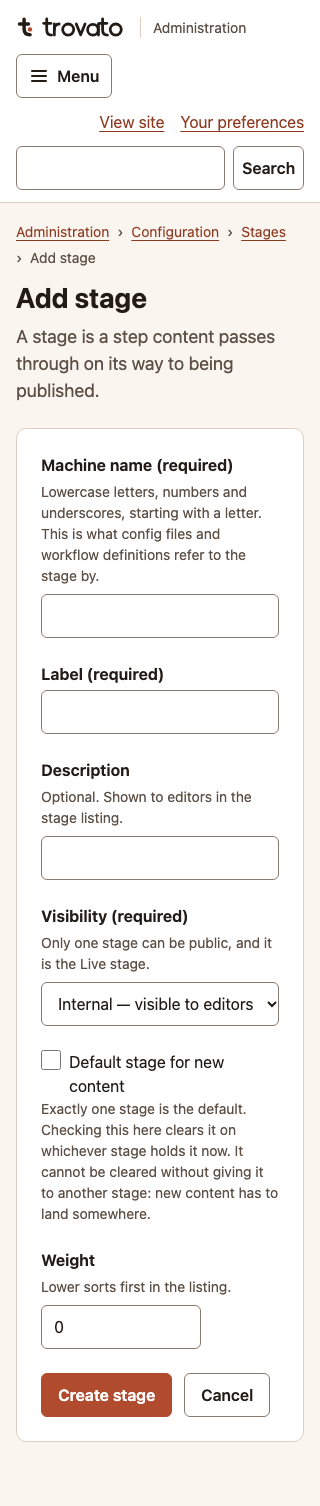 trovato
Administration
Menu
View site
Your preferences
Search
Administration › Configuration › Stages
› Add stage
Add stage
A stage is a step content passes
through on its way to being
published.
Machine name (required)
Lowercase letters, numbers and
underscores, starting with a letter.
This is what config files and
workflow definitions refer to the
stage by.
Label (required)
Description
Optional. Shown to editors in the
stage listing.
Visibility (required)
Only one stage can be public, and it
is the Live stage.
Internal — visible to editors
Default stage for new
content
Exactly one stage is the default.
Checking this here clears it on
whichever stage holds it now. It
cannot be cleared without giving it
to another stage: new content has to
land somewhere.
Weight
Lower sorts first in the listing.
0
Create stage
Cancel